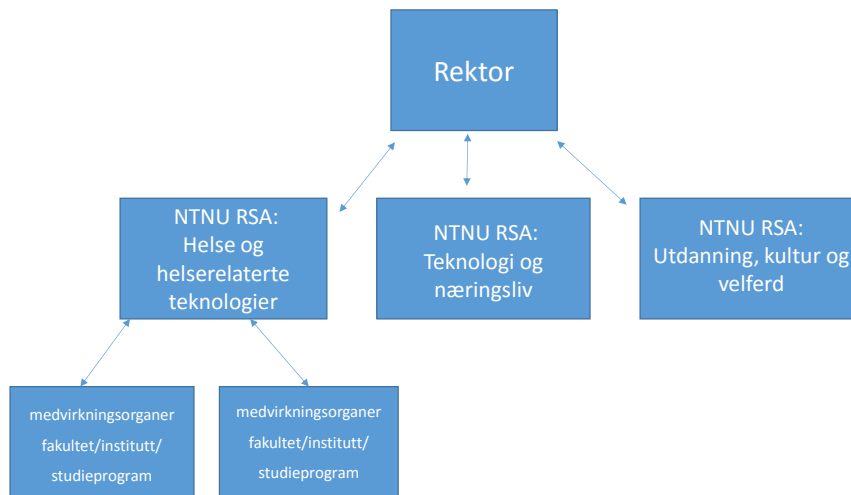 Rektor
NTNU RSA:
Helse og
helserelaterte
teknologier
NTNU RSA:
Teknologi og
næringsliv
NTNU RSA:
Utdanning, kultur og
velferd
medvirkningsorganer
fakultet/institutt/
studieprogram
medvirkningsorganer
fakultet/institutt/
studieprogram